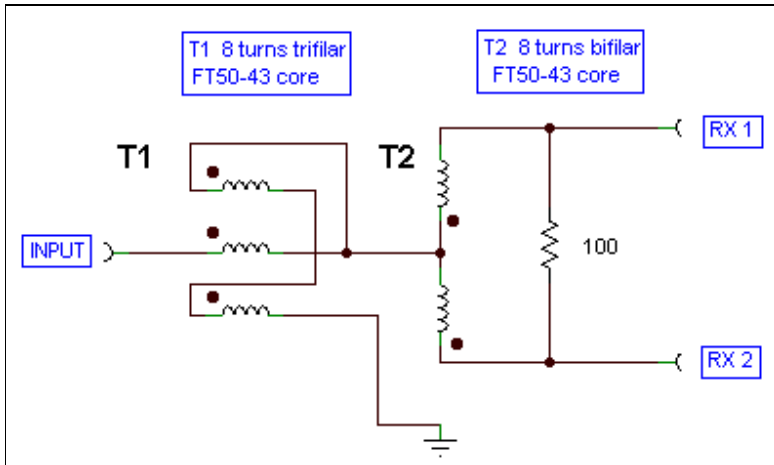 T1 8 turns trifilar
FT50-43 core
T2 8 turns bifilar
FT50-43 core
T1
T2
RX 1
INPUT
100
RX 2